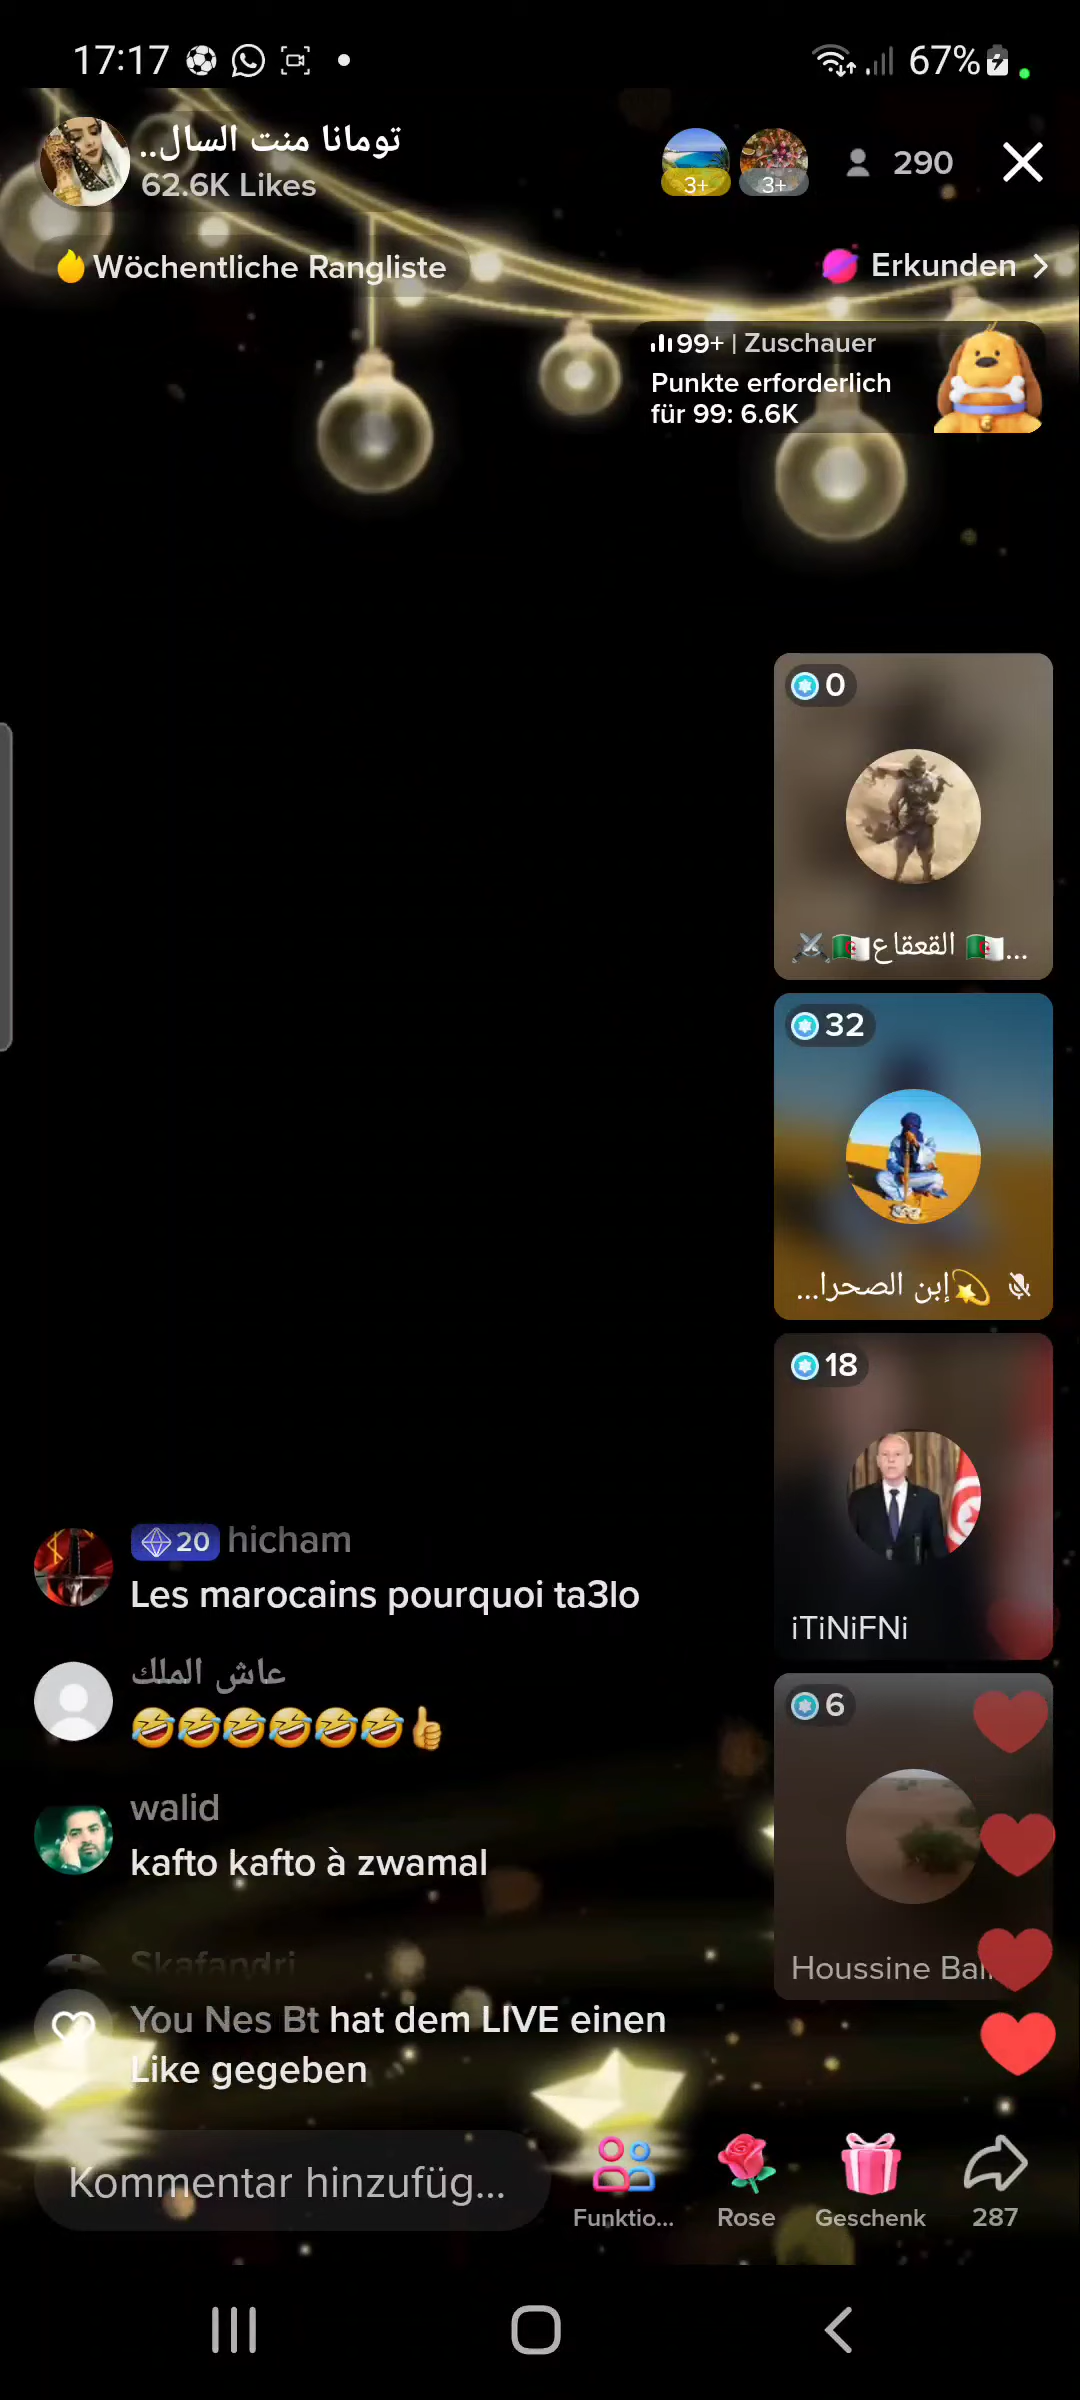 17:17
67%
تومانا منت السال..
62.6K Likes
3+
3+
290
Wöchentliche Rangliste
Erkunden
99+ | Zuschauer
Punkte erforderlich
für 99: 6.6K
0
القعقاع ...
32
إبن الصحرا...
18
iTiNiFNi
6
Houssine Bal
20 hicham
Les marocains pourquoi ta3lo
عاش الملك
🤣🤣🤣🤣🤣🤣👍
walid
kafto kafto à zwamal
Skafandri
You Nes Bt hat dem LIVE einen
Like gegeben
Kommentar hinzufüg...
Funktio...
Rose
Geschenk
287